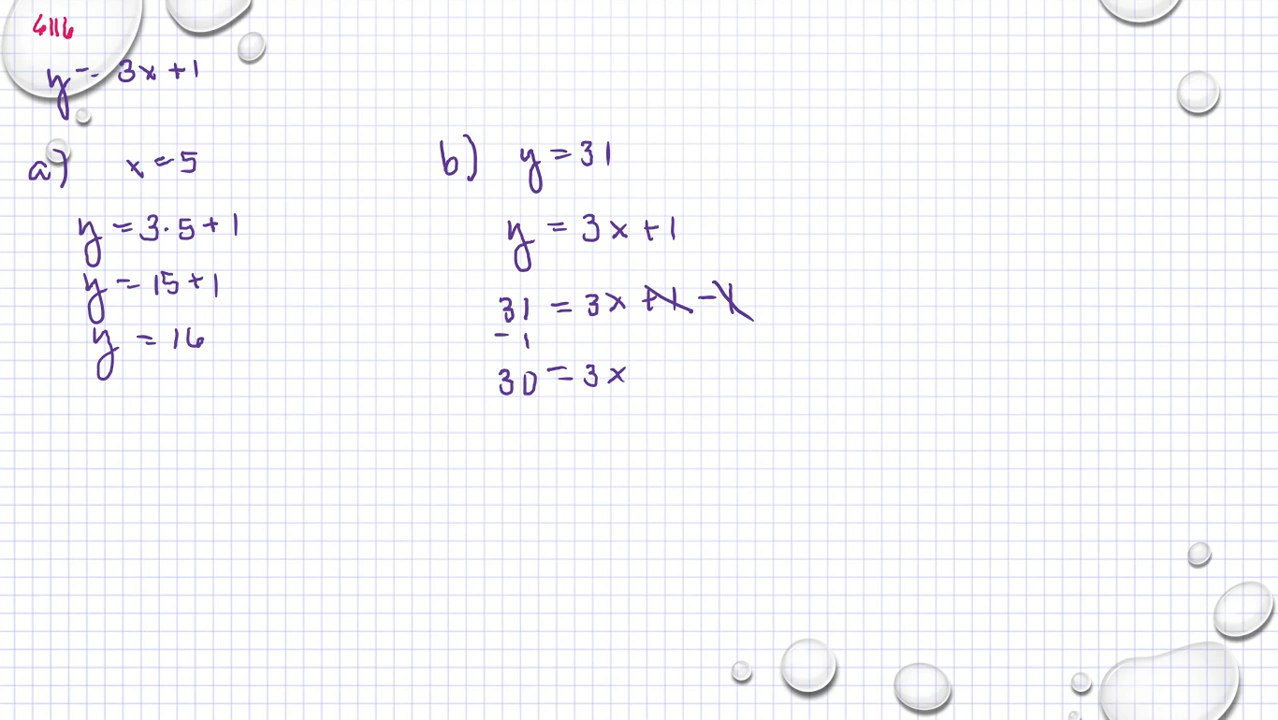 4116
y = 3x + 1
a) x = 5
y = 3 · 5 + 1
y = 15 + 1
y = 16
b) y = 31
y = 3x + 1
31 = 3x + 1 - 1
- 1
30 = 3x